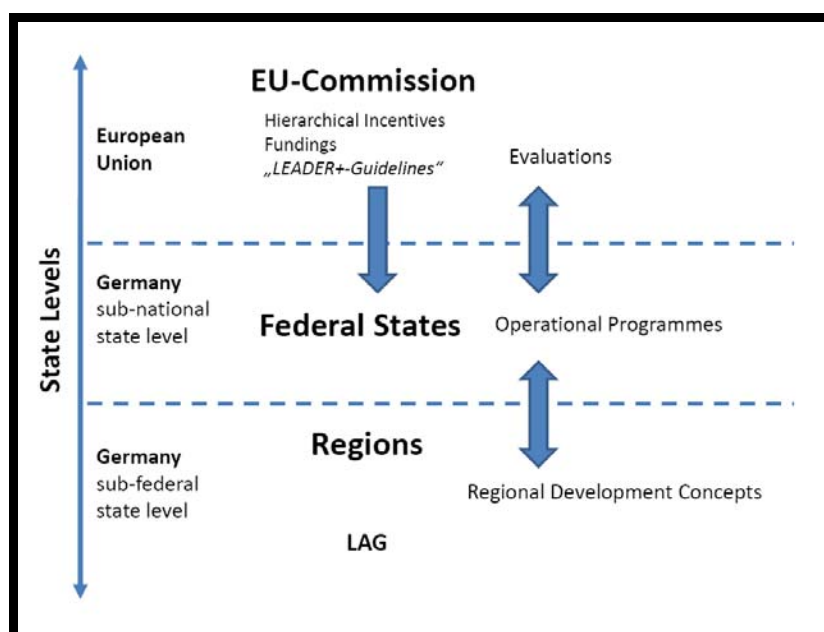 EU-Commission
Hierarchical Incentives
Fundings
„LEADER+-Guidelines“
European
Union
Evaluations
State Levels
Germany
sub-national
state level
Federal States
Operational Programmes
Regions
Germany
sub-federal
state level
Regional Development Concepts
LAG